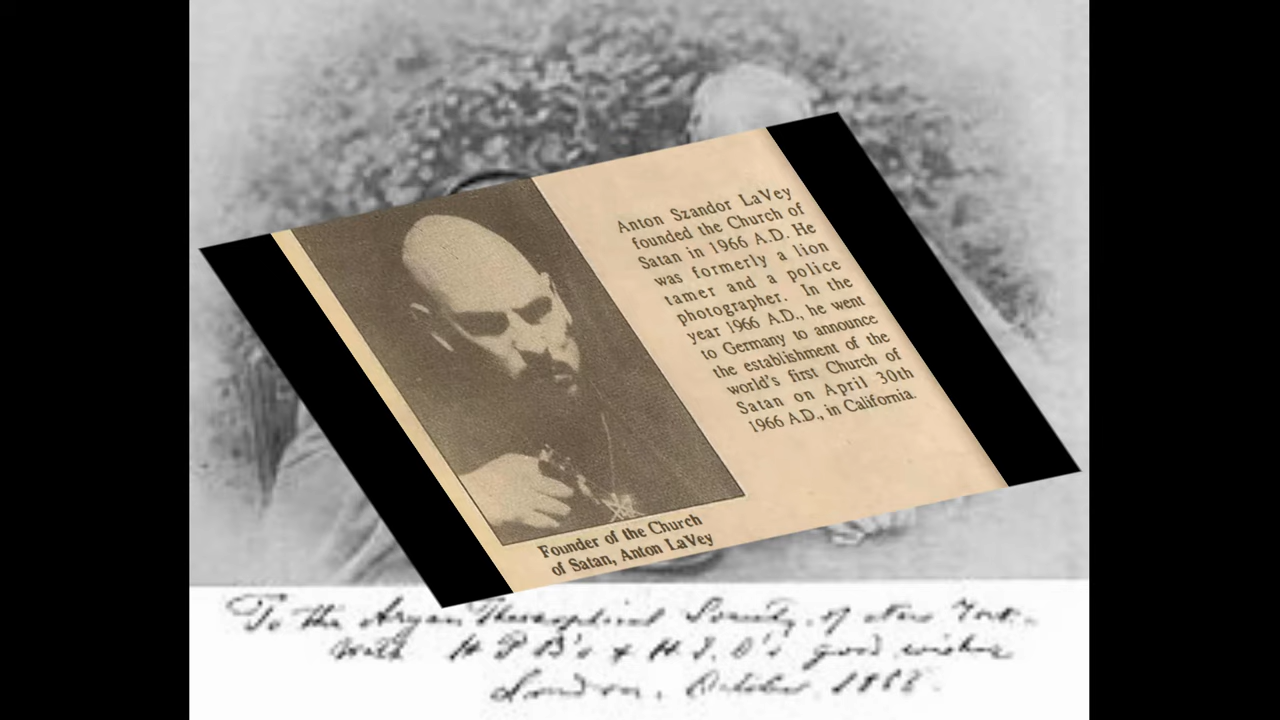 Anton Szandor LaVey
founded the Church of
Satan in 1966 A.D. He
was formerly a lion
tamer and a police
photographer. In the
year 1966 A.D., he went
to Germany to announce
the establishment of the
world's first Church of
Satan on April 30th
1966 A.D., in California.
Founder of the Church
of Satan, Anton LaVey
To the Aryan Theosophical Society of New York.
With H P B's & H. S. O's good wishes
London, October 1888.